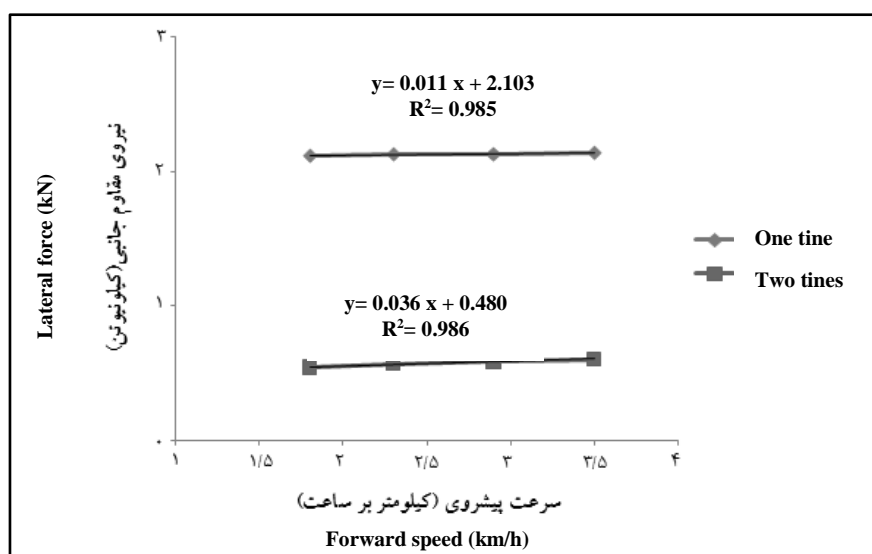 ۳
y= 0.011 x + 2.103
R²= 0.985
۲
One tine
Two tines
۱
y= 0.036 x + 0.480
R²= 0.986
۰
Lateral force (kN)
نیروی مقاوم جانبی(کیلونیوتن)
۱ ۱/۵ ۲ ۲/۵ ۳ ۳/۵ ۴
سرعت پیشروی (کیلومتر بر ساعت)
Forward speed (km/h)